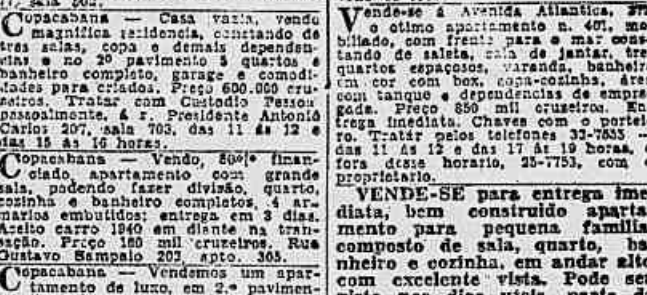 Copacabana — Casa vazia, vendo
magnifica residencia, constando de
tres salas, copa e demais dependen-
cias e no 2º pavimento 5 quartos e
banheiro completo, garage e comodi-
dades para criados. Preço 600.000 cru-
zeiros. Tratar com Custodio Pessoa
pessoalmente, á r. Presidente Antonio
Carlos 207, sala 703, das 11 ás 12 e
das 15 ás 16 horas.
Copacabana — Vendo, finan-
ciado, apartamento com grande
sala, podendo fazer divisão, quarto,
cozinha e banheiro completos, 4 ar-
marios embutidos; entrega em 3 dias.
Aceito carro 1940 em diante na tran-
sação. Preço 180 mil cruzeiros. Rua
Gustavo Sampaio 203, apto. 305.
Copacabana — Vendemos um apar-
tamento de luxo, em 2.º pavimen-
Vende-se á Avenida Atlantica,
o otimo apartamento n. 401, mo
biliado, com frente para o mar cons-
tando de saleta, sala de jantar, tre
quartos espaçosos, varanda, banheir
em cor com box, copa-cozinha, áre
com tanque e dependencias de empre
gada. Preço 850 mil cruzeiros. En
trega imediata. Chaves com o portei-
ro. Tratar pelos telefones 32-7533 —
das 11 ás 12 e das 17 ás 19 horas, e
fora desse horario, 25-7753, com o
proprietario.
VENDE-SE para entrega ime
diata, bem construido aparta-
mento para pequena familia
composto de sala, quarto, ba
nheiro e cozinha, em andar alto
com excelente vista. Pode ser